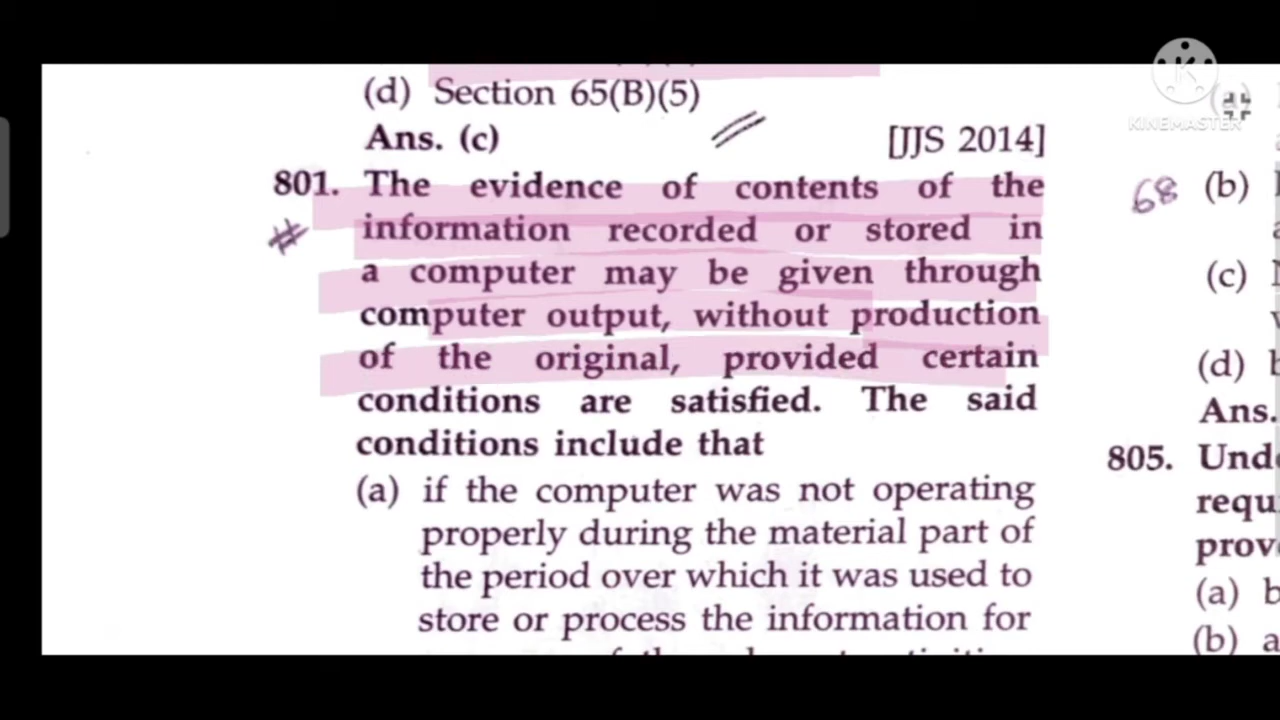 (d) Section 65(B)(5)
Ans. (c) [JJS 2014]
801. The evidence of contents of the
information recorded or stored in
a computer may be given through
computer output, without production
of the original, provided certain
conditions are satisfied. The said
conditions include that
(a) if the computer was not operating
properly during the material part of
the period over which it was used to
store or process the information for
KINEMASTER
68 (b)
(c)
(d)
Ans.
805. Und
requ
prov
(a)
(b)